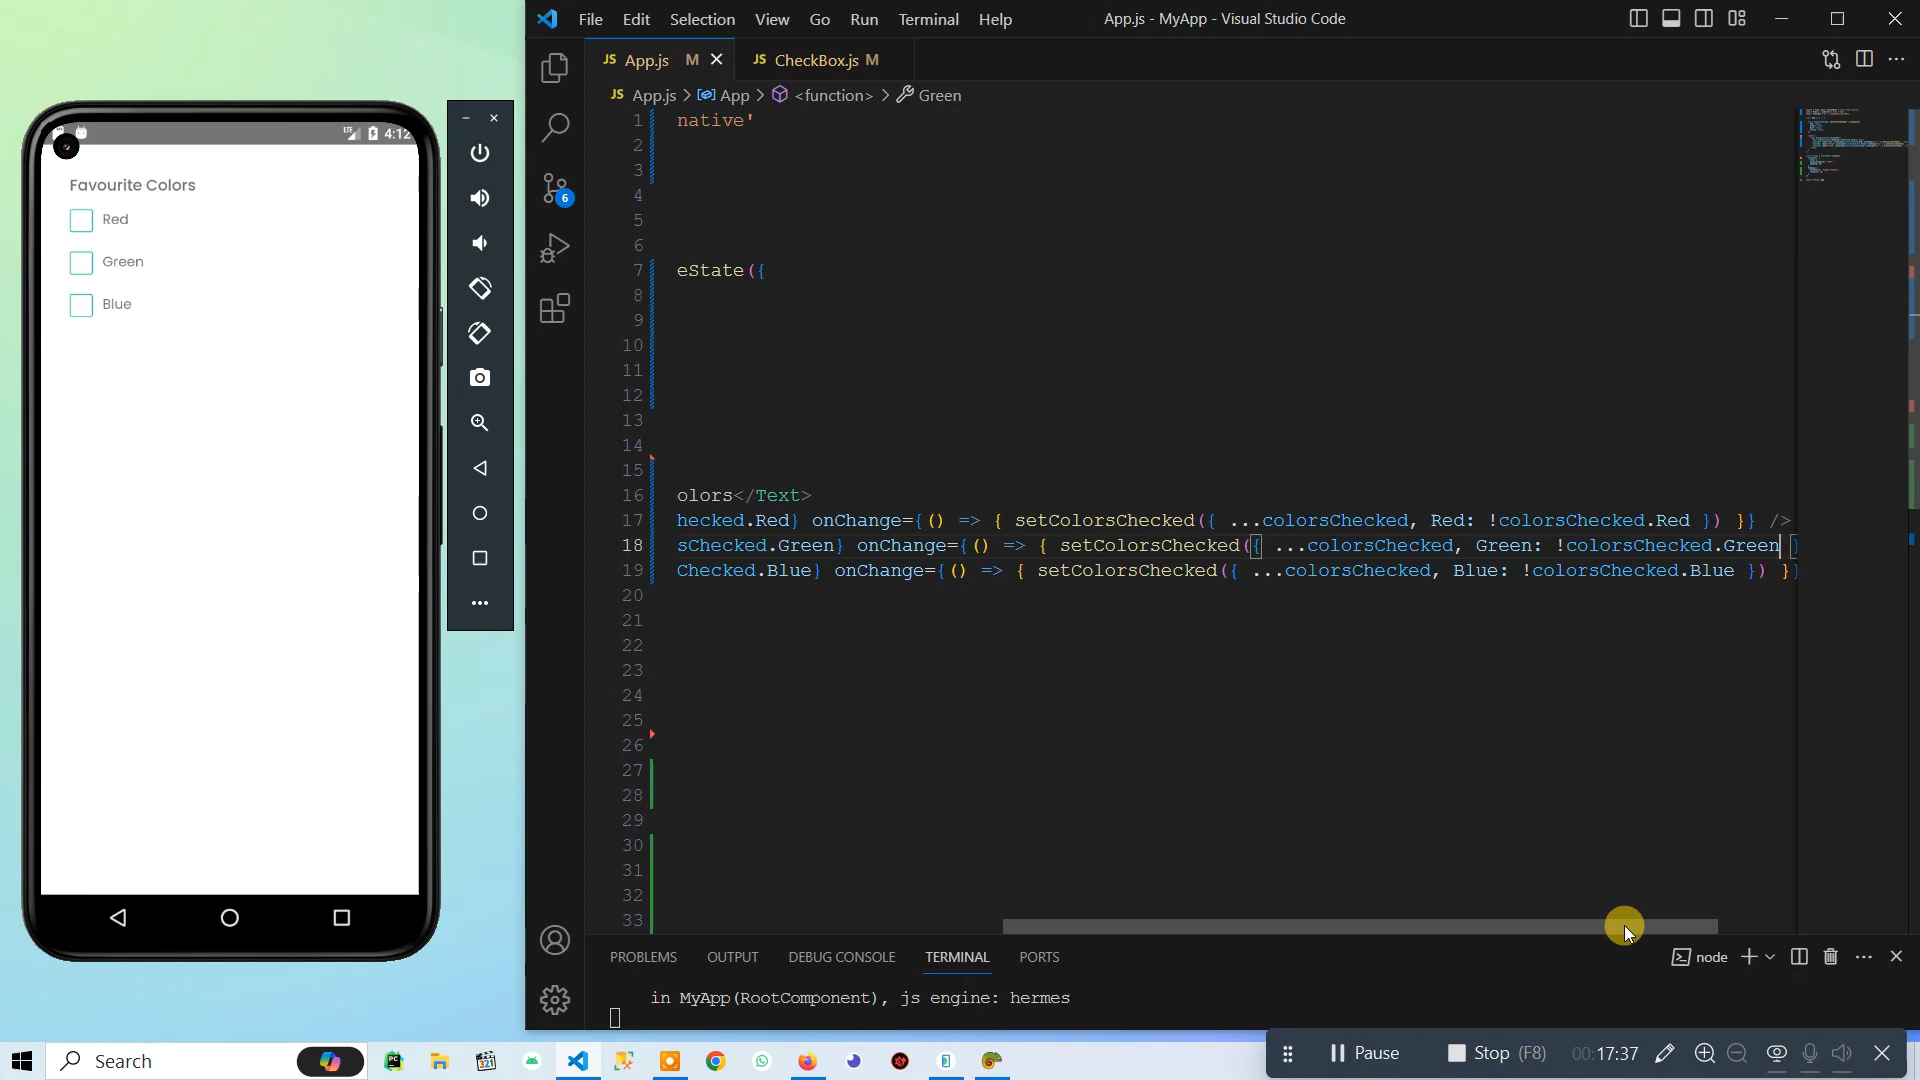 File Edit Selection View Go Run Terminal Help
App.js - MyApp - Visual Studio Code
JS App.js M
JS CheckBox.js M
JS App.js > App > <function> > Green
LTE 4:12
Favourite Colors
Red
Green
Blue
6
1 native'
2
3
4
5
6
7 eState({
8
9
10
11
12
13
14
15
16 olors</Text>
17 hecked.Red} onChange={() => { setColorsChecked({ ...colorsChecked, Red: !colorsChecked.Red }) }} />
18 sChecked.Green} onChange={() => { setColorsChecked({ ...colorsChecked, Green: !colorsChecked.Green }
19 Checked.Blue} onChange={() => { setColorsChecked({ ...colorsChecked, Blue: !colorsChecked.Blue }) }}
20
21
22
23
24
25
26
27
28
29
30
31
32
33
PROBLEMS OUTPUT DEBUG CONSOLE TERMINAL PORTS
node
in MyApp(RootComponent), js engine: hermes
Search
Pause
Stop (F8)
00:17:37